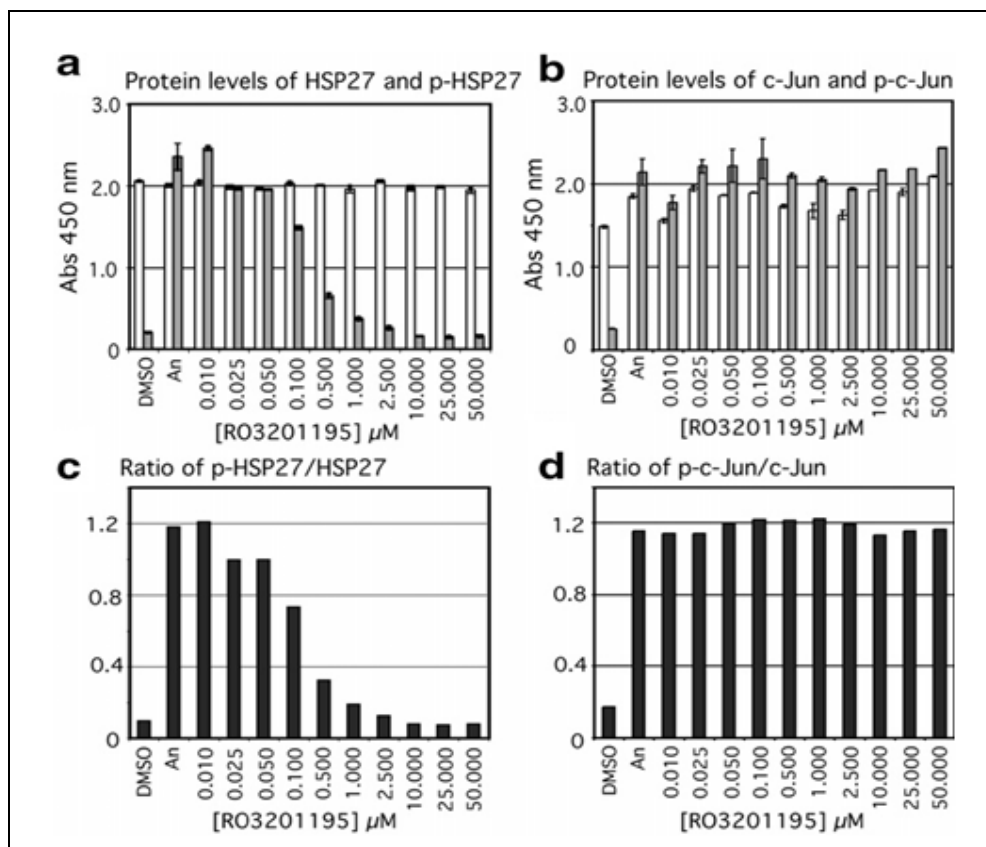 a
Protein levels of HSP27 and p-HSP27
3.0
2.0
1.0
0
Abs 450 nm
DMSO
An
0.010
0.025
0.050
0.100
0.500
1.000
2.500
10.000
25.000
50.000
[RO3201195] µM
b
Protein levels of c-Jun and p-c-Jun
3.0
2.0
1.0
0
Abs 450 nm
DMSO
An
0.010
0.025
0.050
0.100
0.500
1.000
2.500
10.000
25.000
50.000
[RO3201195] µM
c
Ratio of p-HSP27/HSP27
1.2
0.8
0.4
0
DMSO
An
0.010
0.025
0.050
0.100
0.500
1.000
2.500
10.000
25.000
50.000
[RO3201195] µM
d
Ratio of p-c-Jun/c-Jun
1.2
0.8
0.4
0
DMSO
An
0.010
0.025
0.050
0.100
0.500
1.000
2.500
10.000
25.000
50.000
[RO3201195] µM